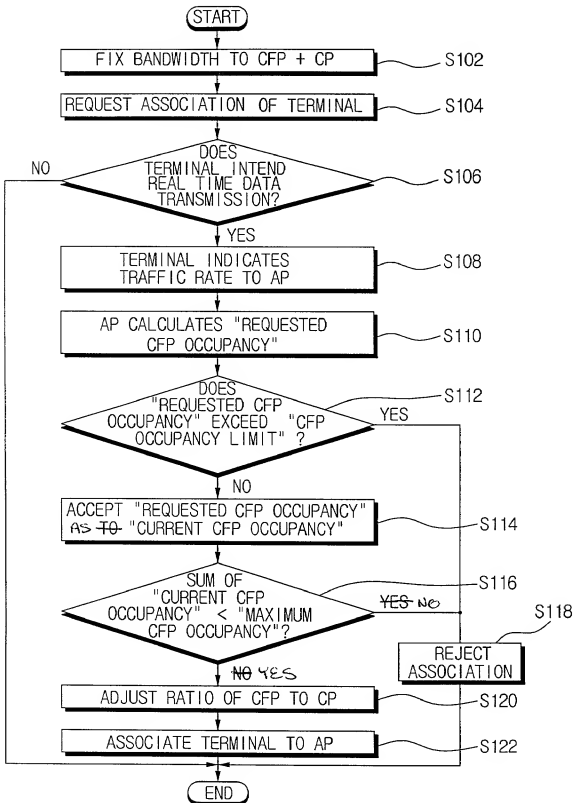 START
FIX BANDWIDTH TO CFP + CP
S102
REQUEST ASSOCIATION OF TERMINAL
S104
DOES
TERMINAL INTEND
REAL TIME DATA
TRANSMISSION?
NO
S106
YES
TERMINAL INDICATES
TRAFFIC RATE TO AP
S108
AP CALCULATES "REQUESTED
CFP OCCUPANCY"
S110
DOES
"REQUESTED CFP
OCCUPANCY" EXCEED "CFP
OCCUPANCY LIMIT" ?
S112
YES
NO
ACCEPT "REQUESTED CFP OCCUPANCY"
AS TO "CURRENT CFP OCCUPANCY"
S114
SUM OF
"CURRENT CFP
OCCUPANCY" < "MAXIMUM
CFP OCCUPANCY"?
S116
YES NO
S118
REJECT
ASSOCIATION
NO YES
ADJUST RATIO OF CFP TO CP
S120
ASSOCIATE TERMINAL TO AP
S122
END